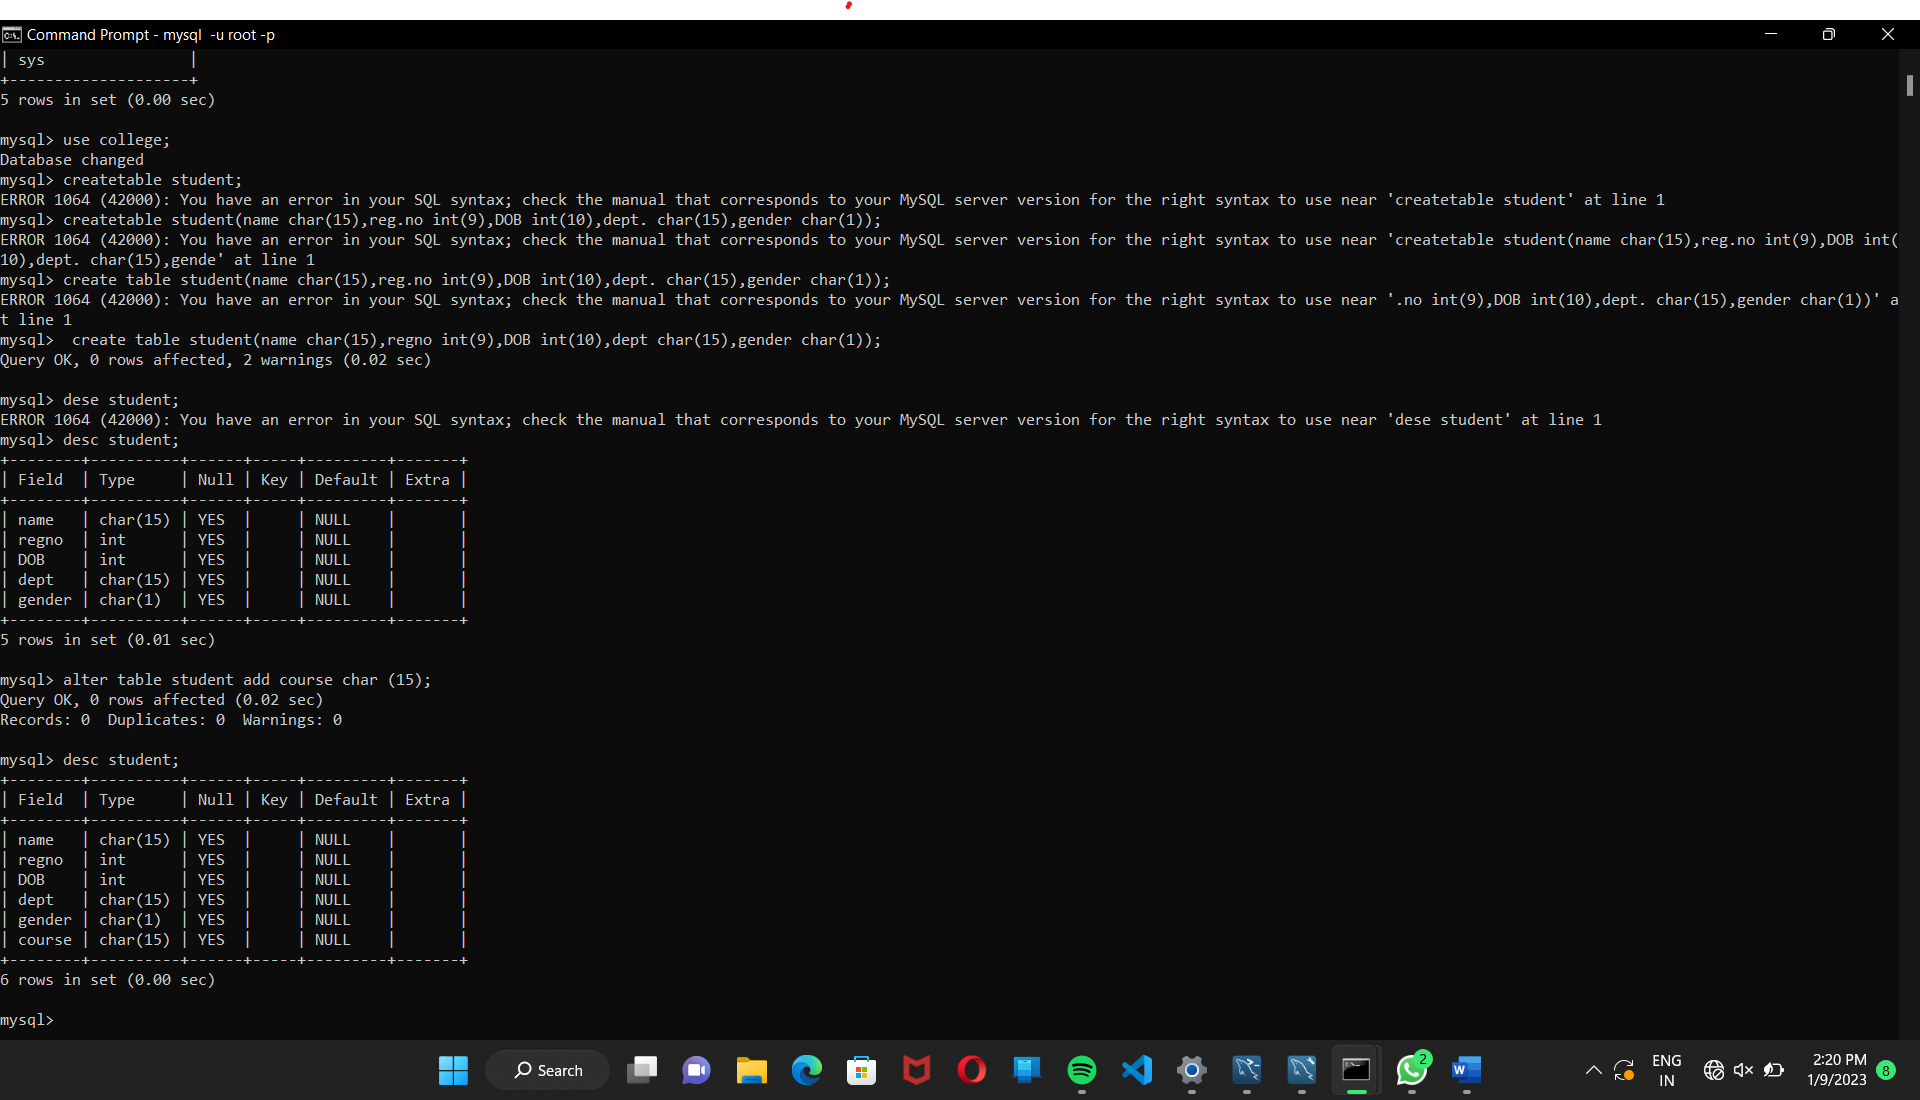 Command Prompt - mysql  -u root -p
| sys                |
+--------------------+
5 rows in set (0.00 sec)
mysql> use college;
Database changed
mysql> createtable student;
ERROR 1064 (42000): You have an error in your SQL syntax; check the manual that corresponds to your MySQL server version for the right syntax to use near 'createtable student' at line 1
mysql> createtable student(name char(15),reg.no int(9),DOB int(10),dept. char(15),gender char(1));
ERROR 1064 (42000): You have an error in your SQL syntax; check the manual that corresponds to your MySQL server version for the right syntax to use near 'createtable student(name char(15),reg.no int(9),DOB int(
10),dept. char(15),gende' at line 1
mysql> create table student(name char(15),reg.no int(9),DOB int(10),dept. char(15),gender char(1));
ERROR 1064 (42000): You have an error in your SQL syntax; check the manual that corresponds to your MySQL server version for the right syntax to use near '.no int(9),DOB int(10),dept. char(15),gender char(1))' a
t line 1
mysql>  create table student(name char(15),regno int(9),DOB int(10),dept char(15),gender char(1));
Query OK, 0 rows affected, 2 warnings (0.02 sec)
mysql> dese student;
ERROR 1064 (42000): You have an error in your SQL syntax; check the manual that corresponds to your MySQL server version for the right syntax to use near 'dese student' at line 1
mysql> desc student;
+--------+----------+------+-----+---------+-------+
| Field  | Type     | Null | Key | Default | Extra |
+--------+----------+------+-----+---------+-------+
| name   | char(15) | YES  |     | NULL    |       |
| regno  | int      | YES  |     | NULL    |       |
| DOB    | int      | YES  |     | NULL    |       |
| dept   | char(15) | YES  |     | NULL    |       |
| gender | char(1)  | YES  |     | NULL    |       |
+--------+----------+------+-----+---------+-------+
5 rows in set (0.01 sec)
mysql> alter table student add course char (15);
Query OK, 0 rows affected (0.02 sec)
Records: 0  Duplicates: 0  Warnings: 0
mysql> desc student;
+--------+----------+------+-----+---------+-------+
| Field  | Type     | Null | Key | Default | Extra |
+--------+----------+------+-----+---------+-------+
| name   | char(15) | YES  |     | NULL    |       |
| regno  | int      | YES  |     | NULL    |       |
| DOB    | int      | YES  |     | NULL    |       |
| dept   | char(15) | YES  |     | NULL    |       |
| gender | char(1)  | YES  |     | NULL    |       |
| course | char(15) | YES  |     | NULL    |       |
+--------+----------+------+-----+---------+-------+
6 rows in set (0.00 sec)
mysql>
Search
2
W
ENG
IN
2:20 PM
1/9/2023
8